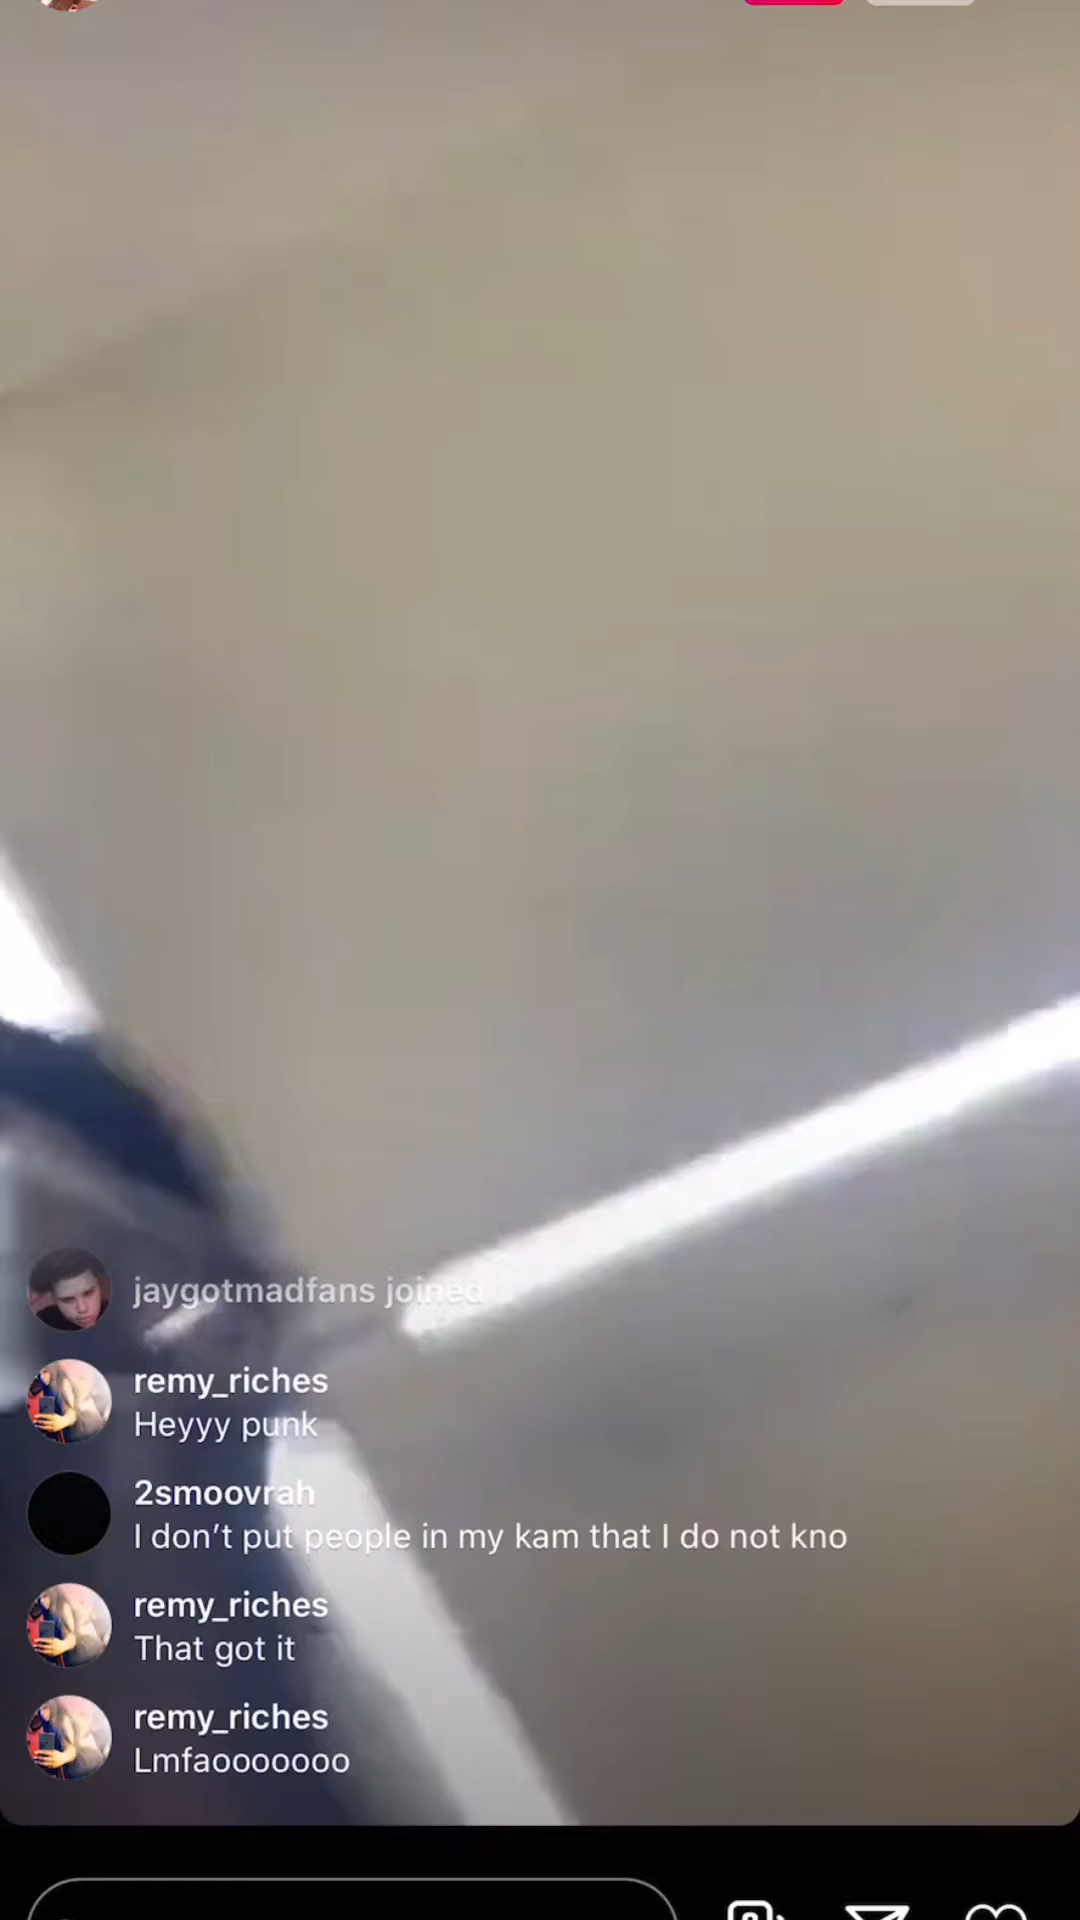 jaygotmadfans joined
remy_riches
Heyyy punk
2smoovrah
I don’t put people in my kam that I do not kno
remy_riches
That got it
remy_riches
Lmfaooooooo